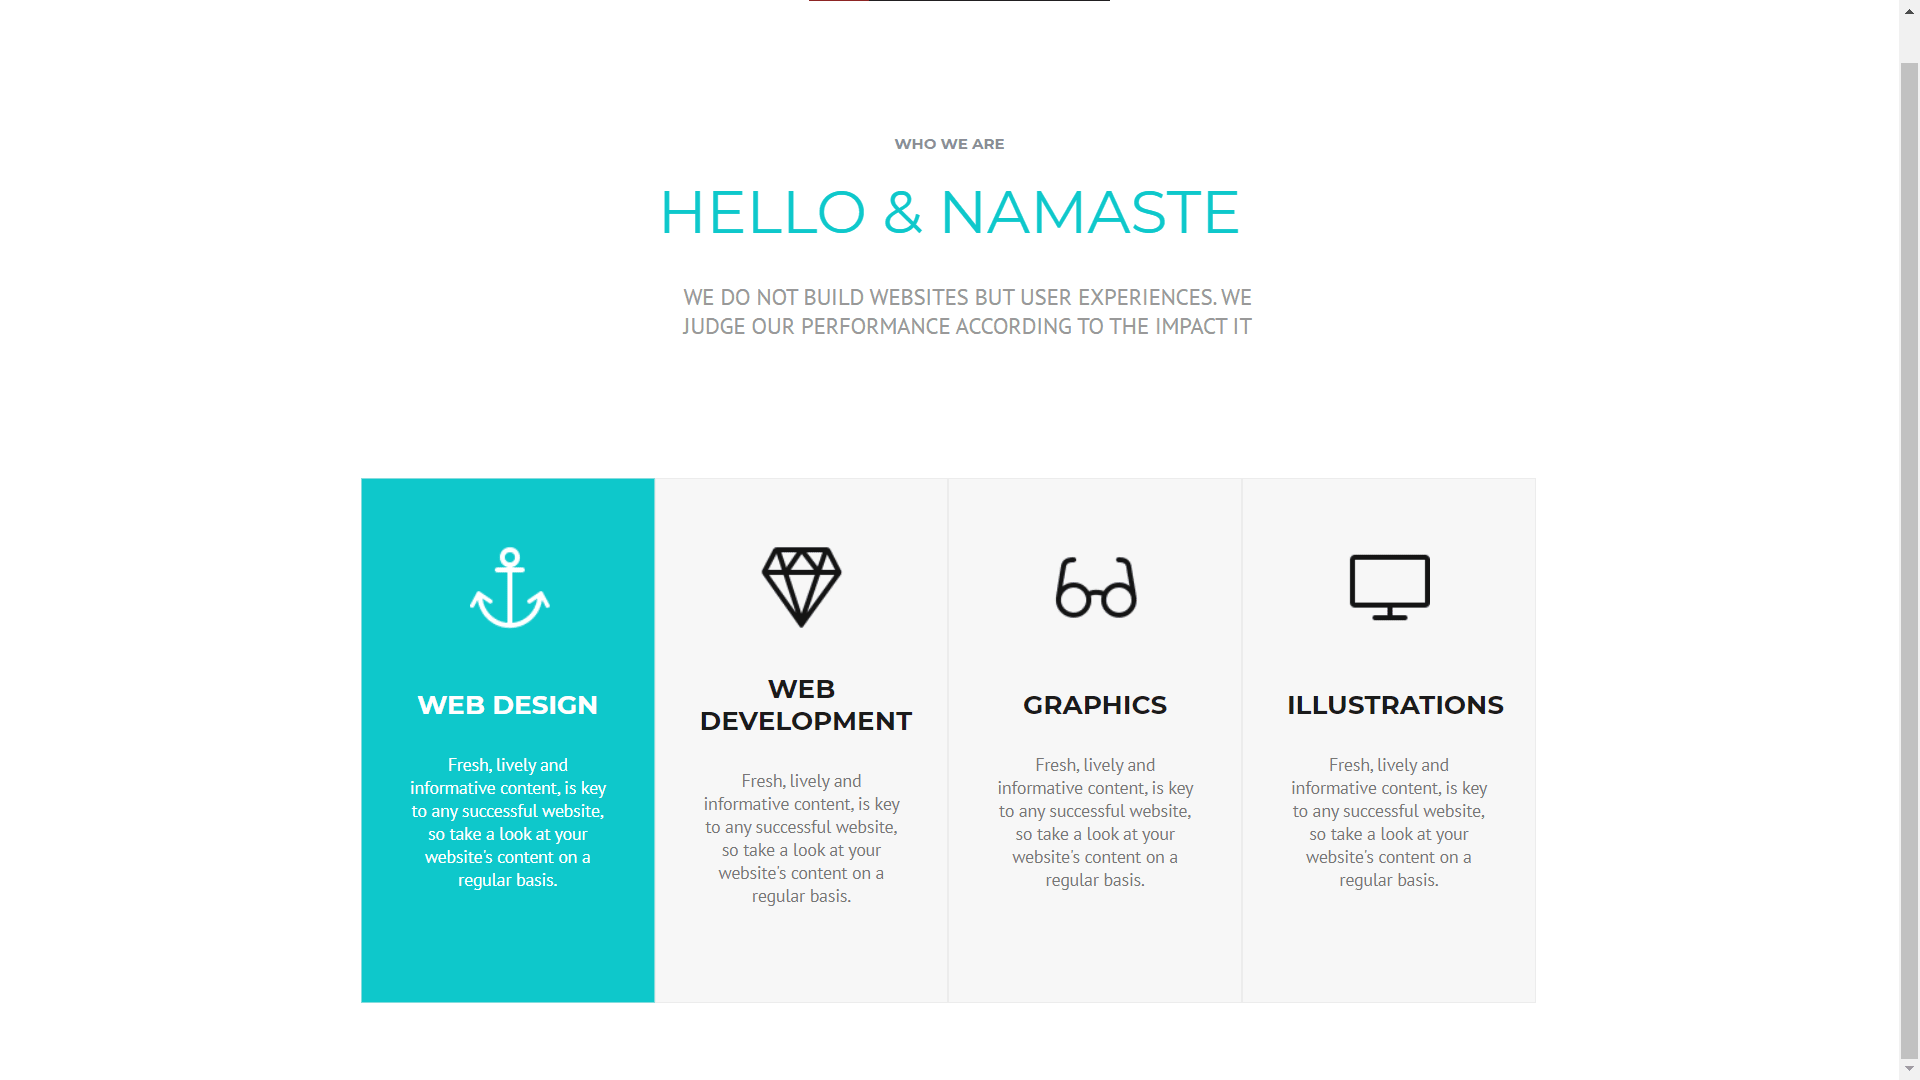 WHO WE ARE
HELLO & NAMASTE
WE DO NOT BUILD WEBSITES BUT USER EXPERIENCES. WE
JUDGE OUR PERFORMANCE ACCORDING TO THE IMPACT IT
WEB DESIGN
Fresh, lively and
informative content, is key
to any successful website,
so take a look at your
website's content on a
regular basis.
WEB
DEVELOPMENT
Fresh, lively and
informative content, is key
to any successful website,
so take a look at your
website's content on a
regular basis.
GRAPHICS
Fresh, lively and
informative content, is key
to any successful website,
so take a look at your
website's content on a
regular basis.
ILLUSTRATIONS
Fresh, lively and
informative content, is key
to any successful website,
so take a look at your
website's content on a
regular basis.